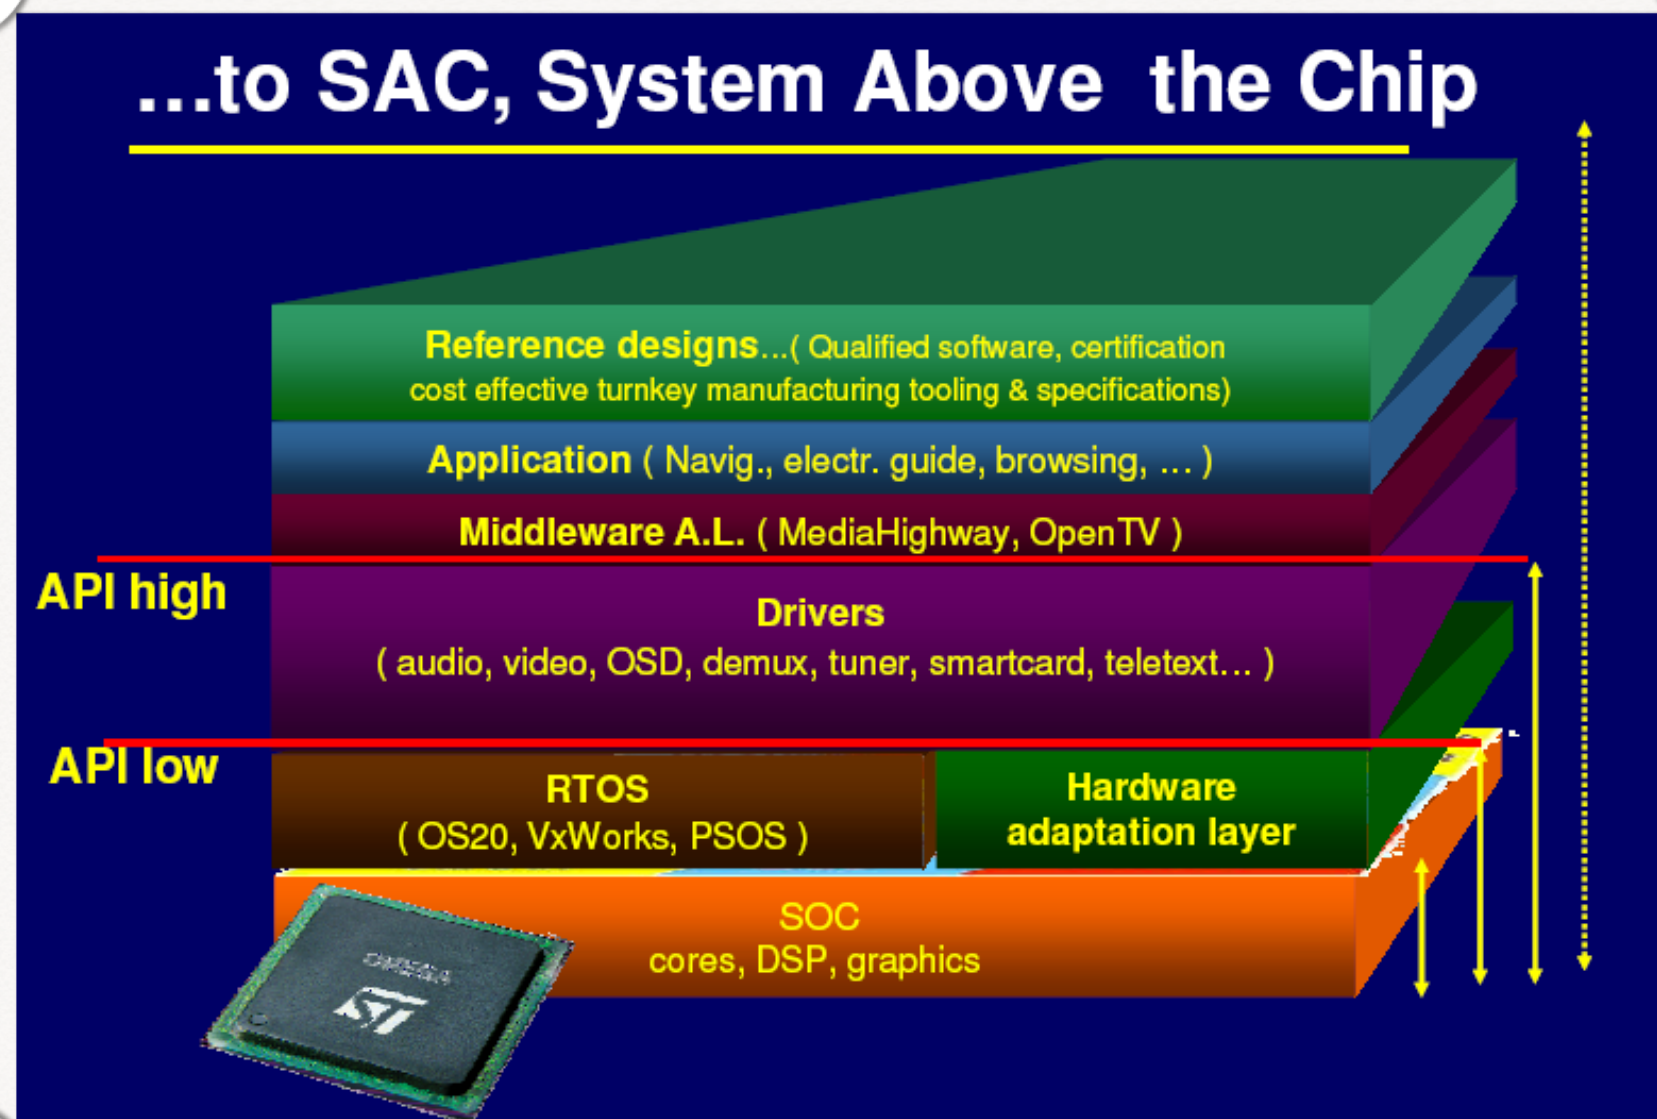 ...to SAC, System Above the Chip
Reference designs...( Qualified software, certification
cost effective turnkey manufacturing tooling & specifications)
Application ( Navig., electr. guide, browsing, ... )
Middleware A.L. ( MediaHighway, OpenTV )
API high
Drivers
( audio, video, OSD, demux, tuner, smartcard, teletext... )
API low
RTOS
( OS20, VxWorks, PSOS )
Hardware
adaptation layer
SOC
cores, DSP, graphics
OMEGA
ST